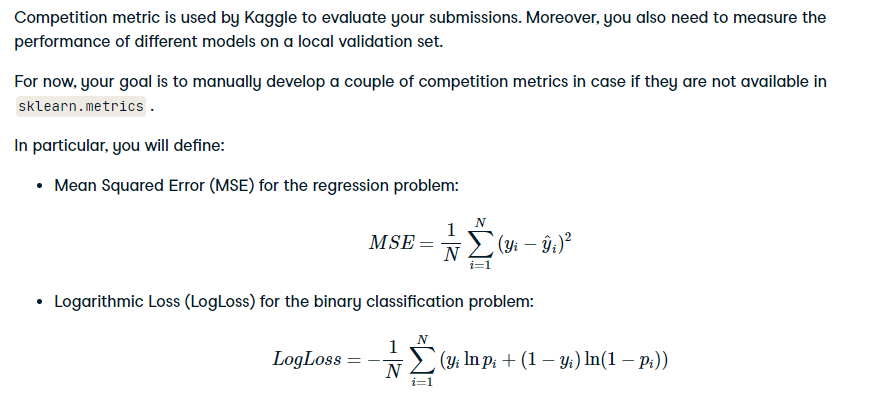 Competition metric is used by Kaggle to evaluate your submissions. Moreover, you also need to measure the
performance of different models on a local validation set.
For now, your goal is to manually develop a couple of competition metrics in case if they are not available in
sklearn.metrics .
In particular, you will define:
• Mean Squared Error (MSE) for the regression problem:
MSE = \frac{1}{N} \sum_{i=1}^{N} (y_i - \hat{y}_i)^2
• Logarithmic Loss (LogLoss) for the binary classification problem:
LogLoss = -\frac{1}{N} \sum_{i=1}^{N} (y_i \ln p_i + (1 - y_i) \ln(1 - p_i))